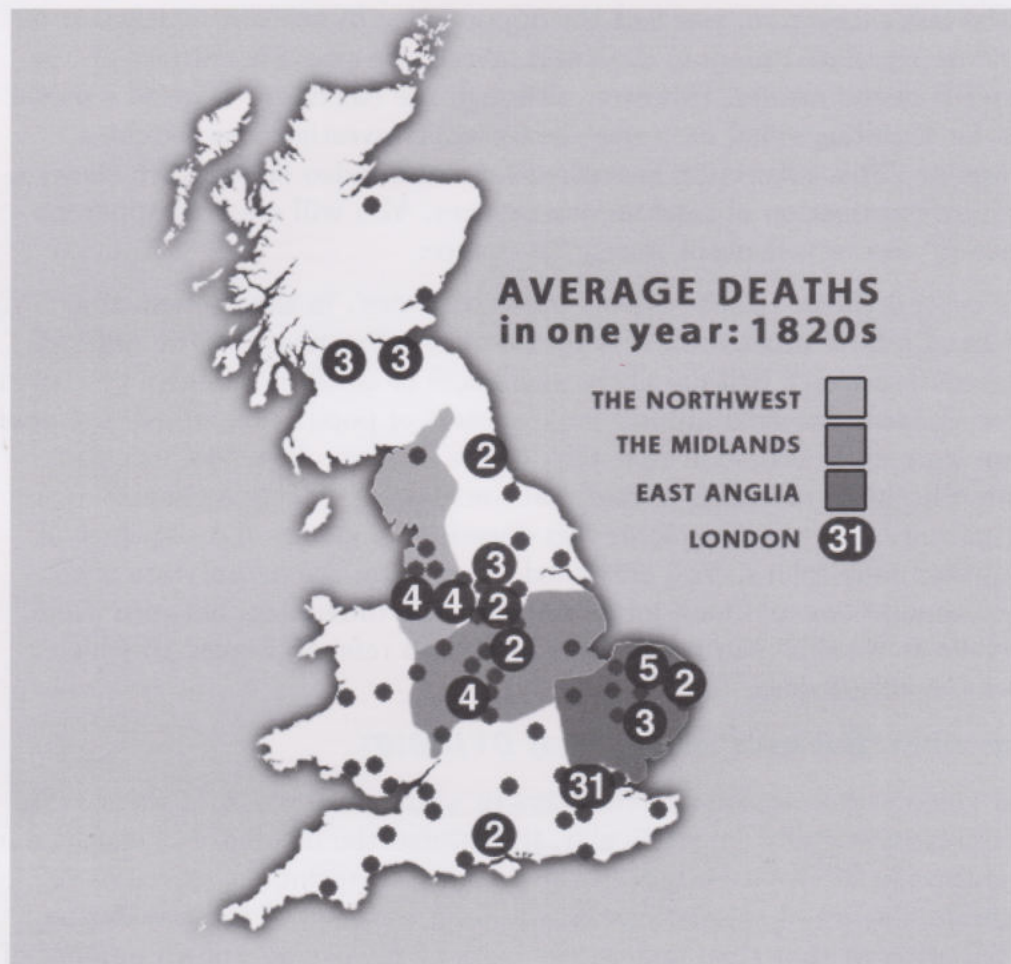 AVERAGE DEATHS
in one year: 1820s
THE NORTHWEST
THE MIDLANDS
EAST ANGLIA
LONDON 31
3 3
2
3
4 4 2
2
5
2
4
3
31
2